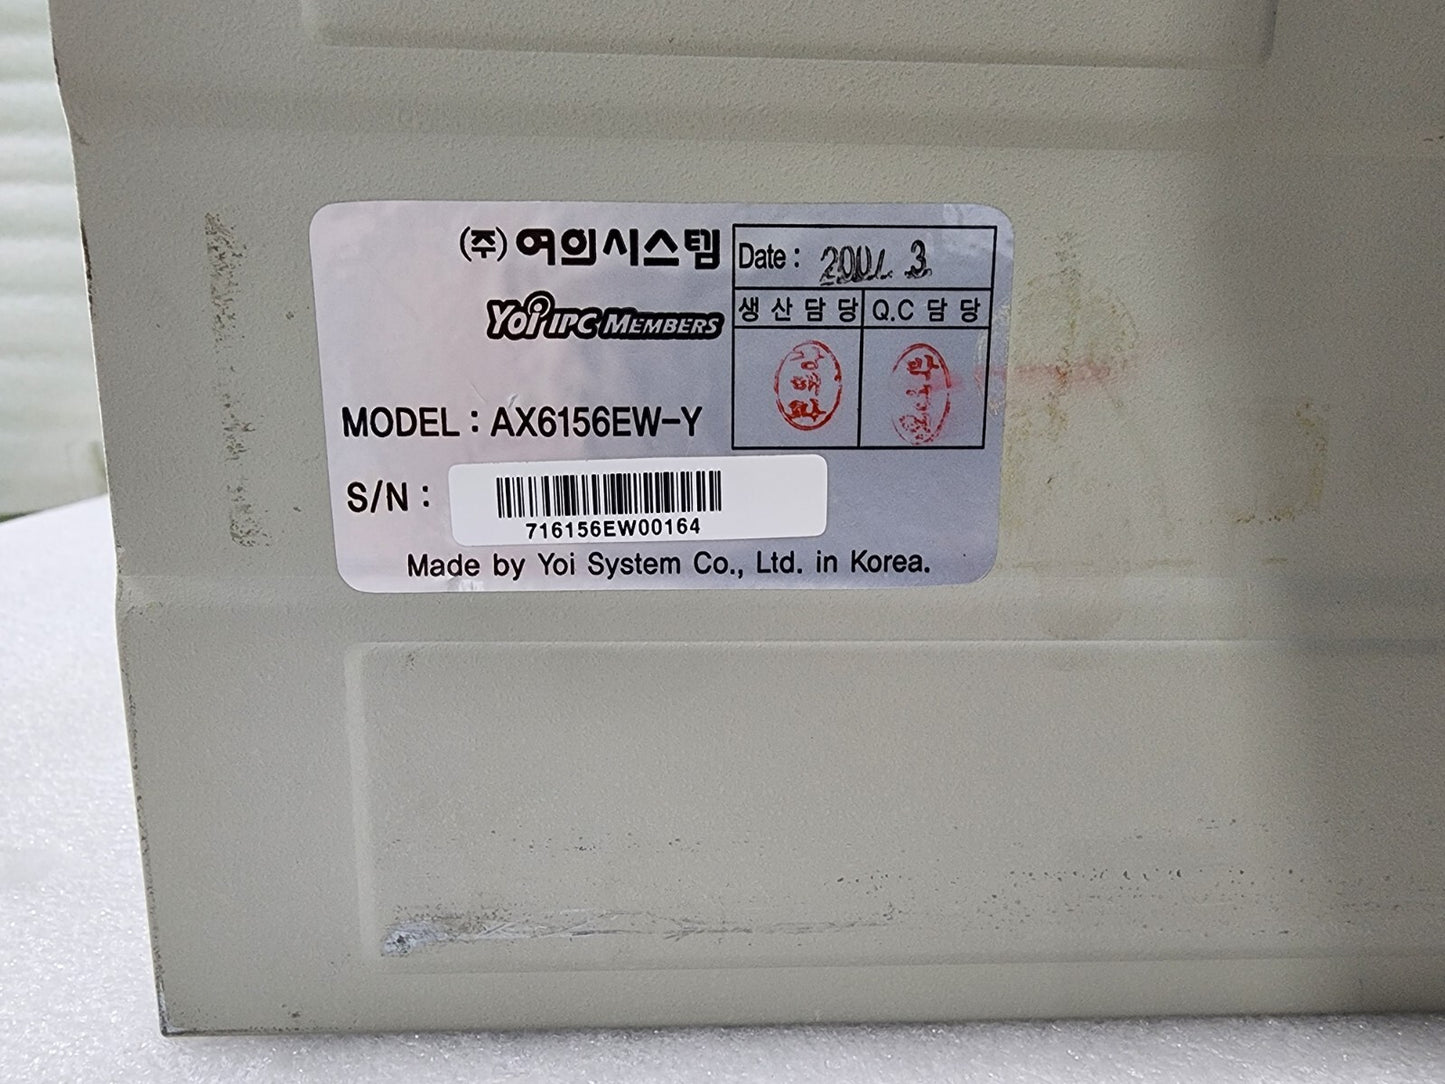 (주)여의시스템
Yoi IPC MEMBERS
Date : 2001. 3
생산담당 Q.C 담당
MODEL : AX6156EW-Y
S/N :
716156EW00164
Made by Yoi System Co., Ltd. in Korea.